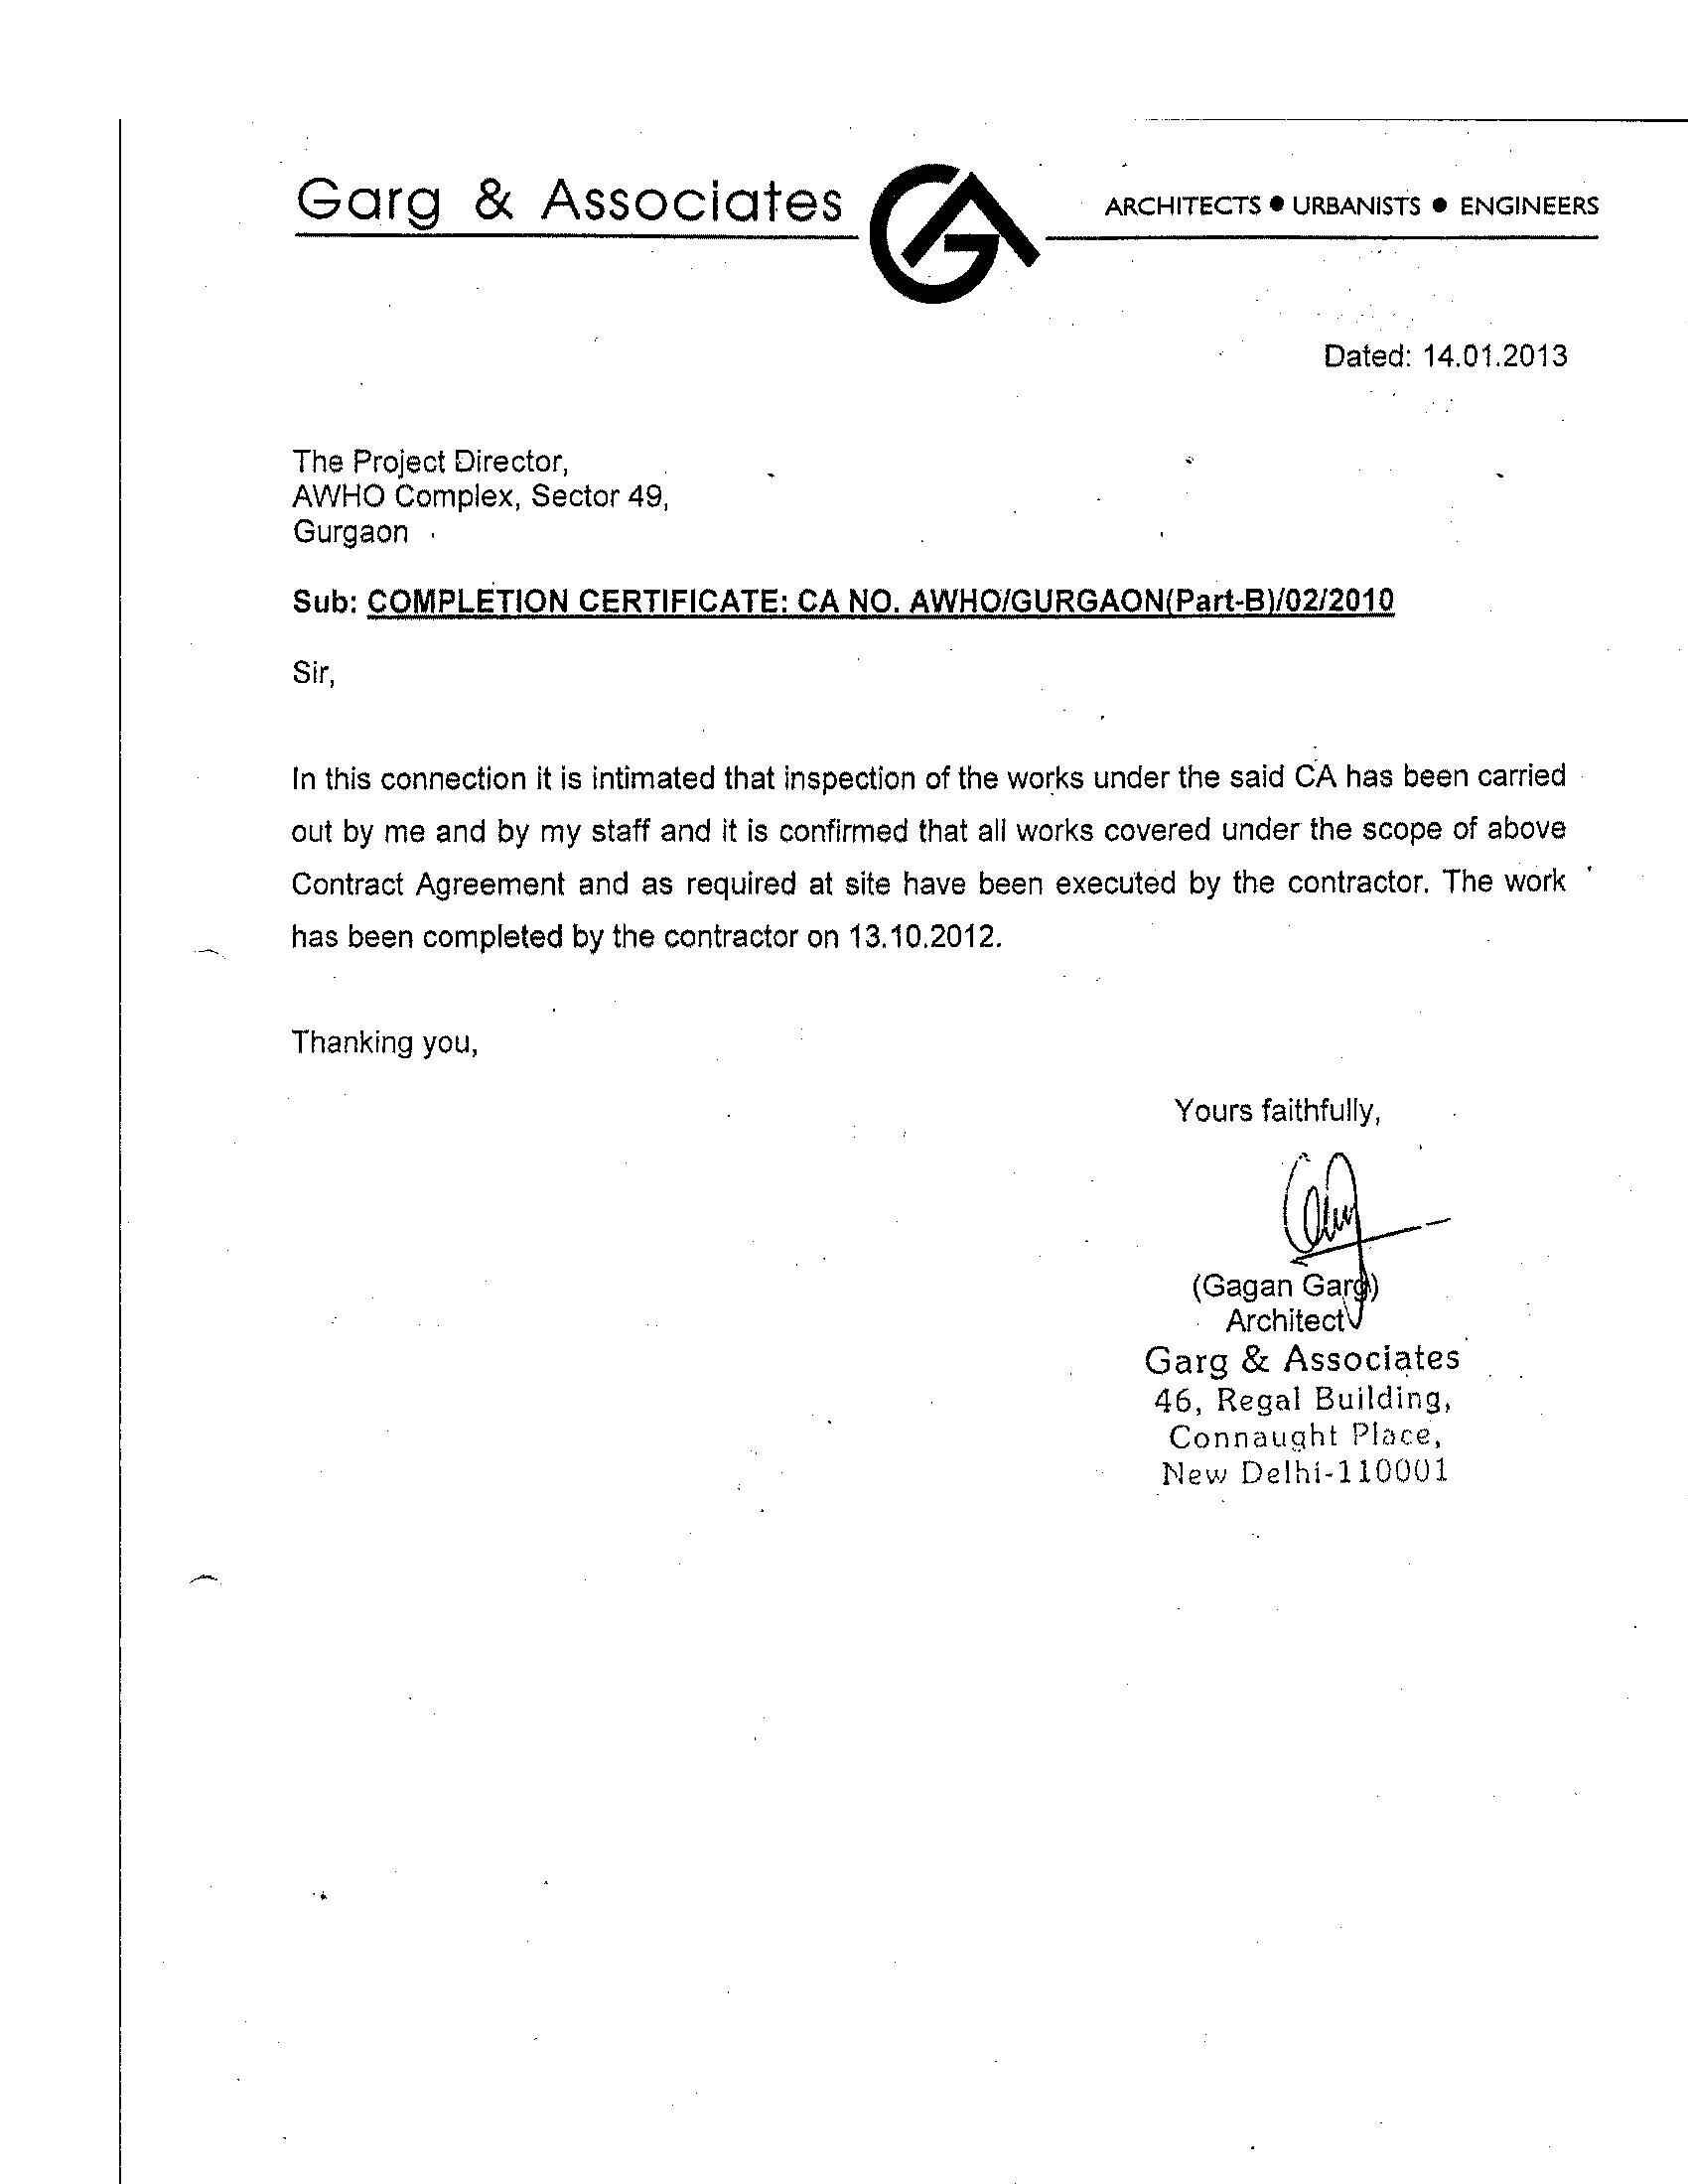 Garg & Associates
ARCHITECTS ● URBANISTS ● ENGINEERS
Dated: 14.01.2013
The Project Director,
AWHO Complex, Sector 49,
Gurgaon
Sub: COMPLETION CERTIFICATE: CA NO. AWHO/GURGAON(Part-B)/02/2010
Sir,
In this connection it is intimated that inspection of the works under the said CA has been carried
out by me and by my staff and it is confirmed that all works covered under the scope of above
Contract Agreement and as required at site have been executed by the contractor. The work
has been completed by the contractor on 13.10.2012.
Thanking you,
Yours faithfully,
(Gagan Garg)
Architect
Garg & Associates
46, Regal Building,
Connaught Place,
New Delhi-110001